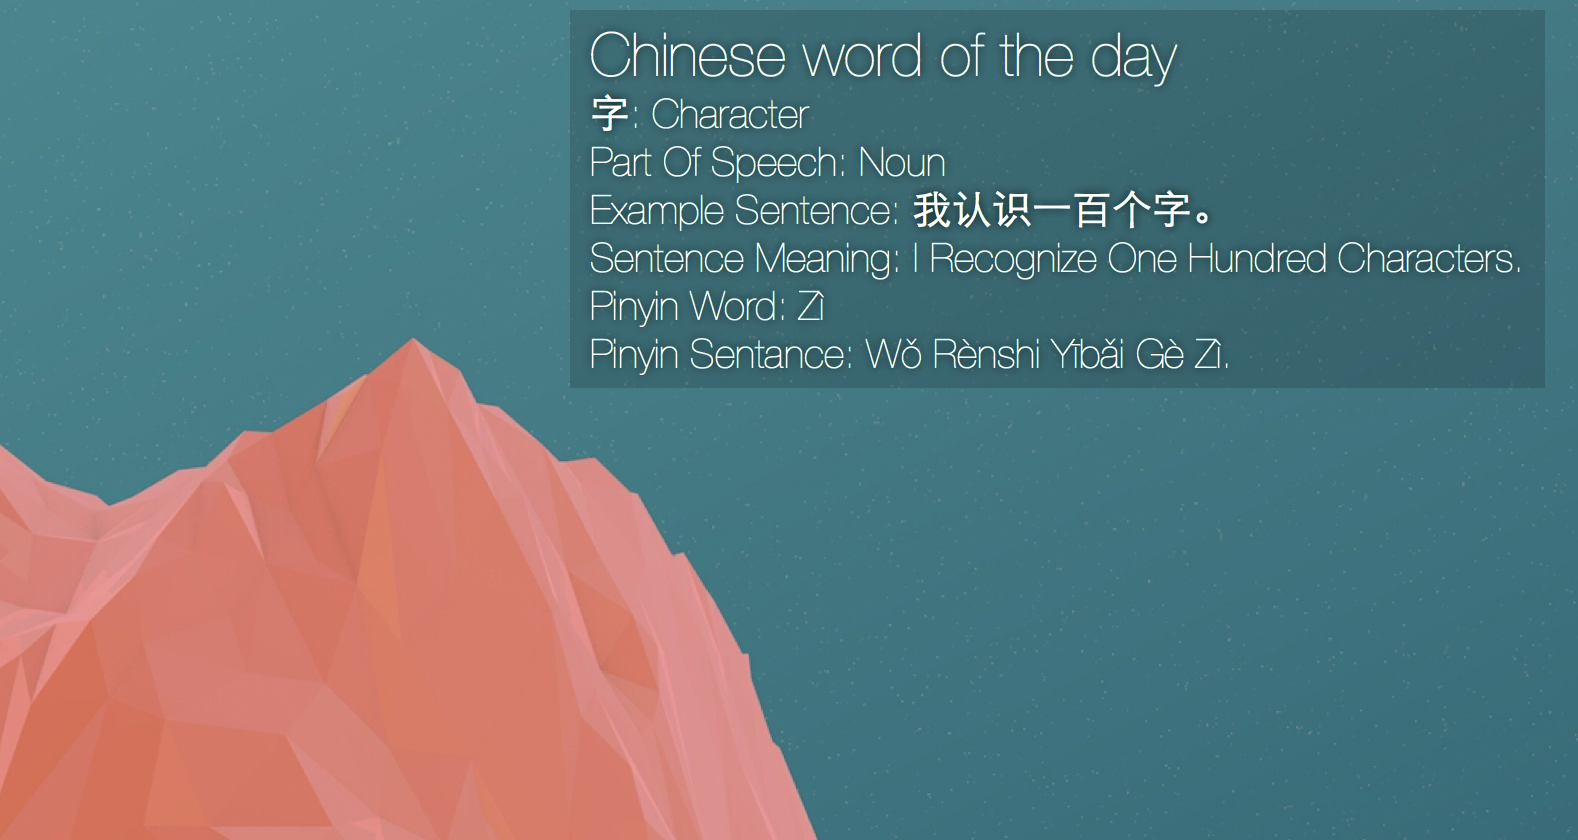 Chinese word of the day
字: Character
Part Of Speech: Noun
Example Sentence: 我认识一百个字。
Sentence Meaning: I Recognize One Hundred Characters.
Pinyin Word: Zì
Pinyin Sentance: Wǒ Rènshi Yībǎi Gè Zì.